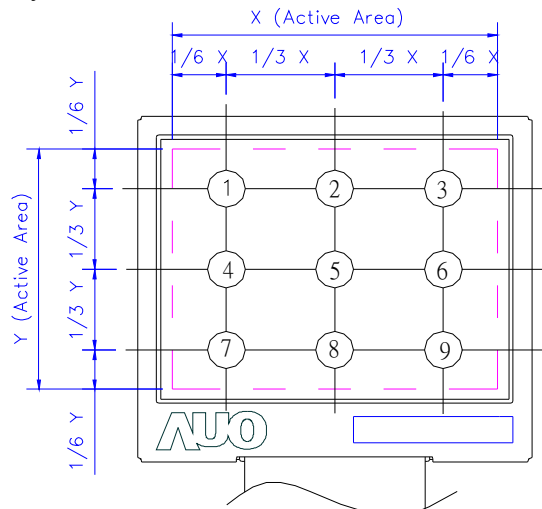 X (Active Area)
1/6 X 1/3 X 1/3 X 1/6 X
1/6 Y
1/3 Y
1/3 Y
1/6 Y
Y (Active Area)
1 2 3
4 5 6
7 8 9
AUO